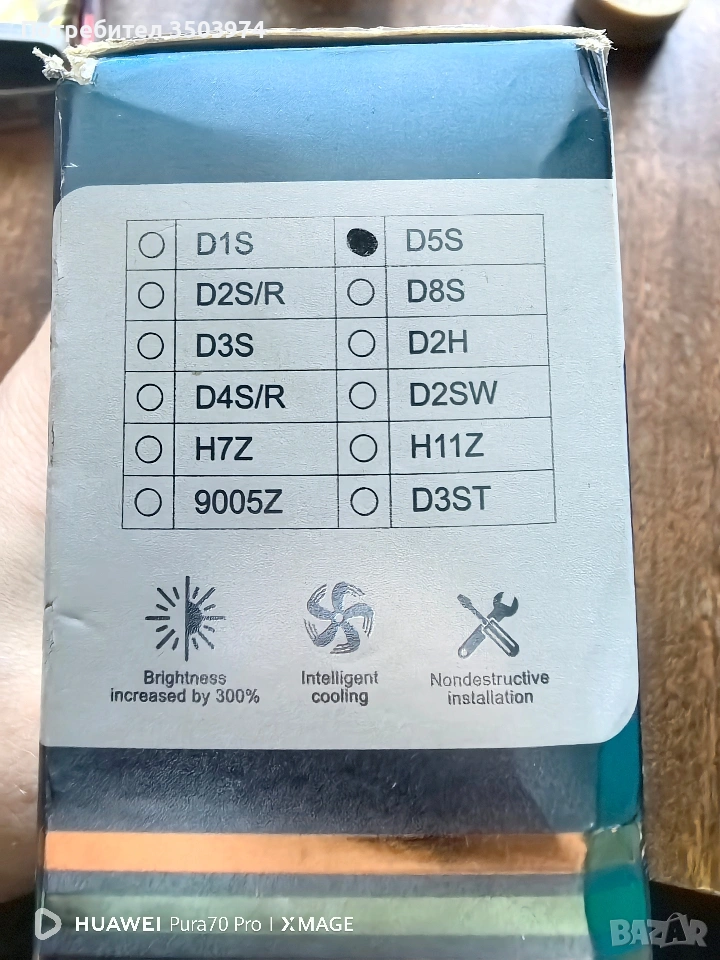 Потребител 3503974
D1S D5S
D2S/R D8S
D3S D2H
D4S/R D2SW
H7Z H11Z
9005Z D3ST
Brightness
increased by 300%
Intelligent
cooling
Nondestructive
installation
HUAWEI Pura70 Pro | XMAGE
BAZAR